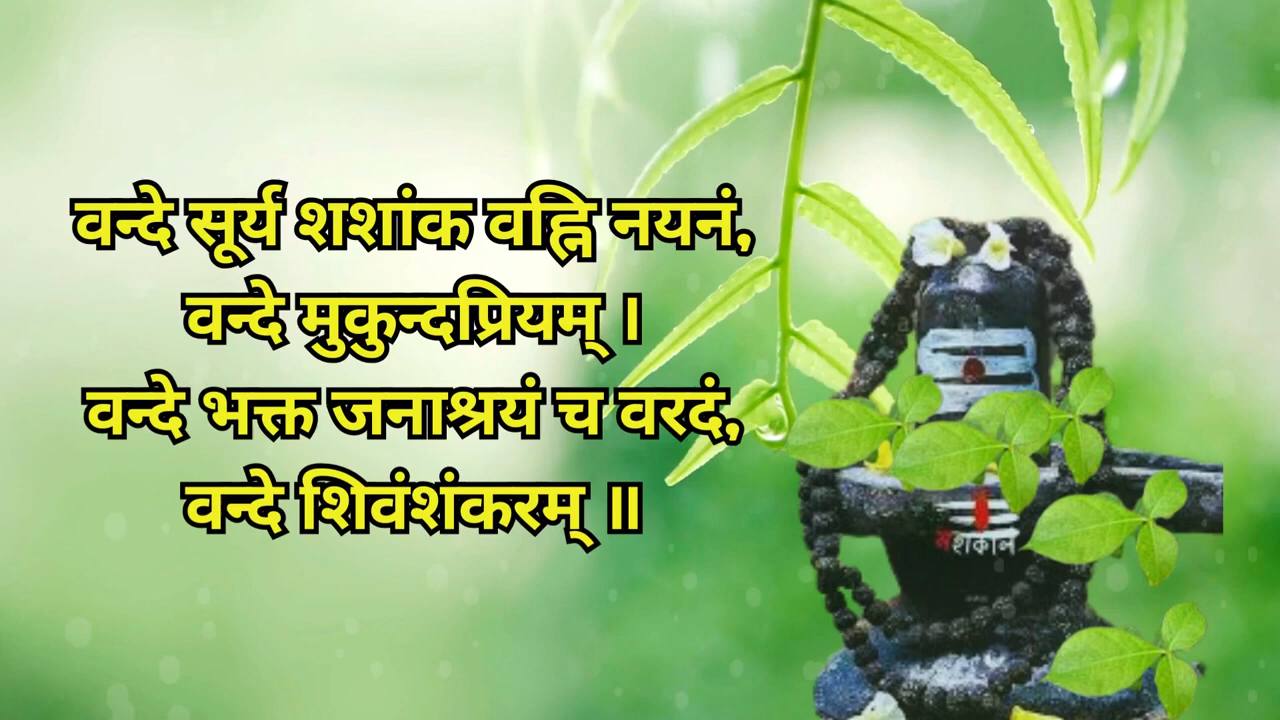 वन्दे सूर्य शशांक वह्नि नयनं,
वन्दे मुकुन्दप्रियम् ।
वन्दे भक्त जनाश्रयं च वरदं,
वन्दे शिवंशंकरम् ॥